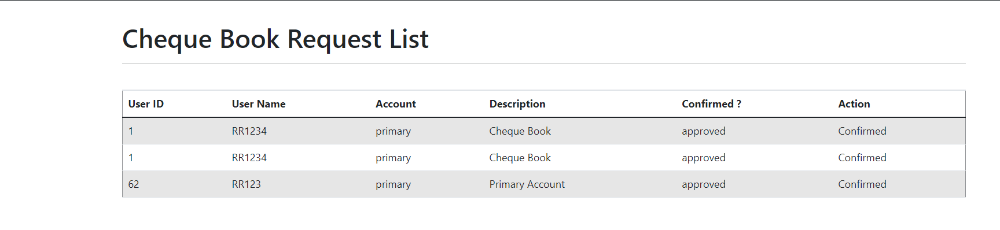 Cheque Book Request List
User ID User Name Account Description Confirmed ? Action
1 RR1234 primary Cheque Book approved Confirmed
1 RR1234 primary Cheque Book approved Confirmed
62 RR123 primary Primary Account approved Confirmed